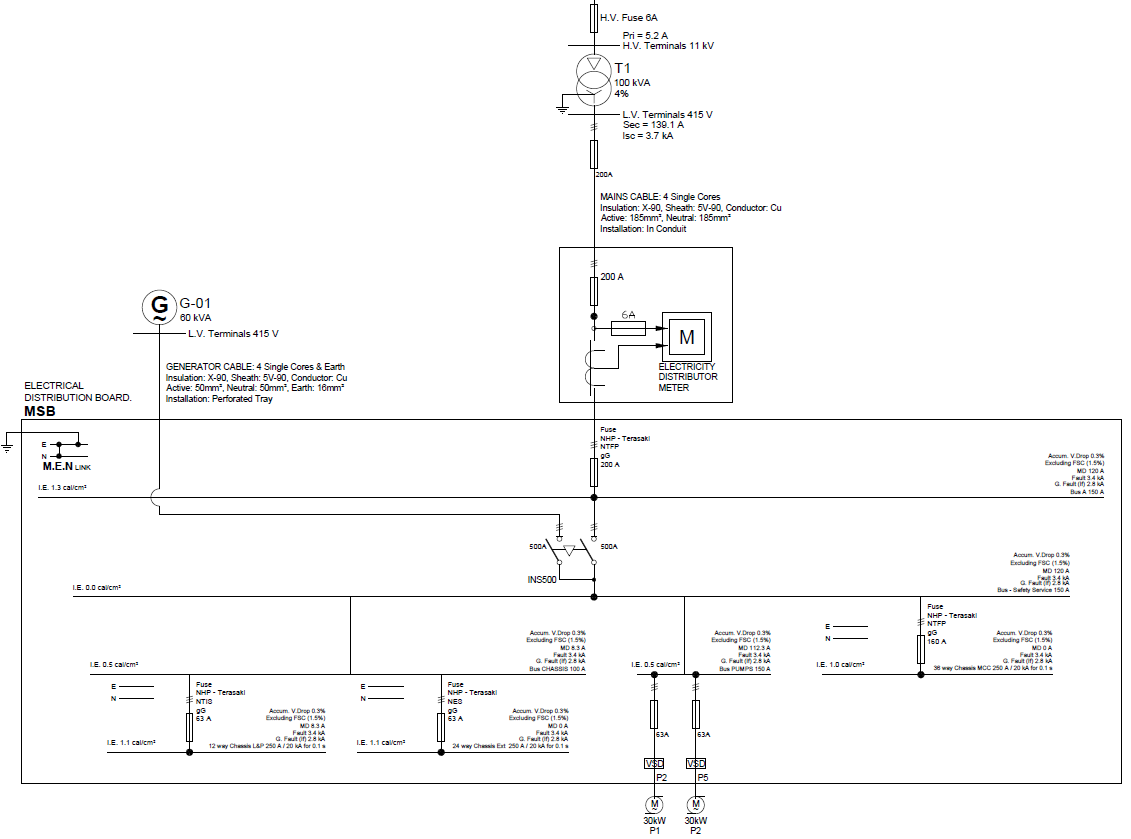 H.V. Fuse 6A
Pri = 5.2 A
H.V. Terminals 11 kV
T1
100 kVA
4%
L.V. Terminals 415 V
Sec = 139.1 A
Isc = 3.7 kA
200A
MAINS CABLE: 4 Single Cores
Insulation: X-90, Sheath: 5V-90, Conductor: Cu
Active: 185mm², Neutral: 185mm²
Installation: In Conduit
200 A
6A
M
ELECTRICITY
DISTRIBUTOR
METER
G
~
G-01
60 kVA
L.V. Terminals 415 V
GENERATOR CABLE: 4 Single Cores & Earth
Insulation: X-90, Sheath: 5V-90, Conductor: Cu
Active: 50mm², Neutral: 50mm², Earth: 16mm²
Installation: Perforated Tray
ELECTRICAL
DISTRIBUTION BOARD.
MSB
E
N
M.E.N LINK
Fuse
NHP - Terasaki
NTFP
gG
200 A
I.E. 1.3 cal/cm²
Accum. V.Drop 0.3%
Excluding FSC (1.5%)
MD 120 A
Fault 3.4 kA
G. Fault (If) 2.8 kA
Bus A 150 A
500A
500A
INS500
I.E. 0.0 cal/cm²
Accum. V.Drop 0.3%
Excluding FSC (1.5%)
MD 120 A
Fault 3.4 kA
G. Fault (If) 2.8 kA
Bus - Safety Service 150 A
I.E. 0.5 cal/cm²
Accum. V.Drop 0.3%
Excluding FSC (1.5%)
MD 8.3 A
Fault 3.4 kA
G. Fault (If) 2.8 kA
Bus CHASSIS 100 A
I.E. 0.5 cal/cm²
Accum. V.Drop 0.3%
Excluding FSC (1.5%)
MD 112.3 A
Fault 3.4 kA
G. Fault (If) 2.8 kA
Bus PUMPS 150 A
E
N
I.E. 1.0 cal/cm²
Fuse
NHP - Terasaki
NTFP
gG
160 A
Accum. V.Drop 0.3%
Excluding FSC (1.5%)
MD 0 A
Fault 3.4 kA
G. Fault (If) 2.8 kA
36 way Chassis MCC 250 A / 20 kA for 0.1 s
E
N
I.E. 1.1 cal/cm²
Fuse
NHP - Terasaki
NTIS
gG
63 A
Accum. V.Drop 0.3%
Excluding FSC (1.5%)
MD 8.3 A
Fault 3.4 kA
G. Fault (If) 2.8 kA
12 way Chassis L&P 250 A / 20 kA for 0.1 s
E
N
I.E. 1.1 cal/cm²
Fuse
NHP - Terasaki
NES
gG
63 A
Accum. V.Drop 0.3%
Excluding FSC (1.5%)
MD 0 A
Fault 3.4 kA
G. Fault (If) 2.8 kA
24 way Chassis Ext 250 A / 20 kA for 0.1 s
63A
63A
VSD
VSD
P2
P5
M
~
M
~
30kW
P1
30kW
P2